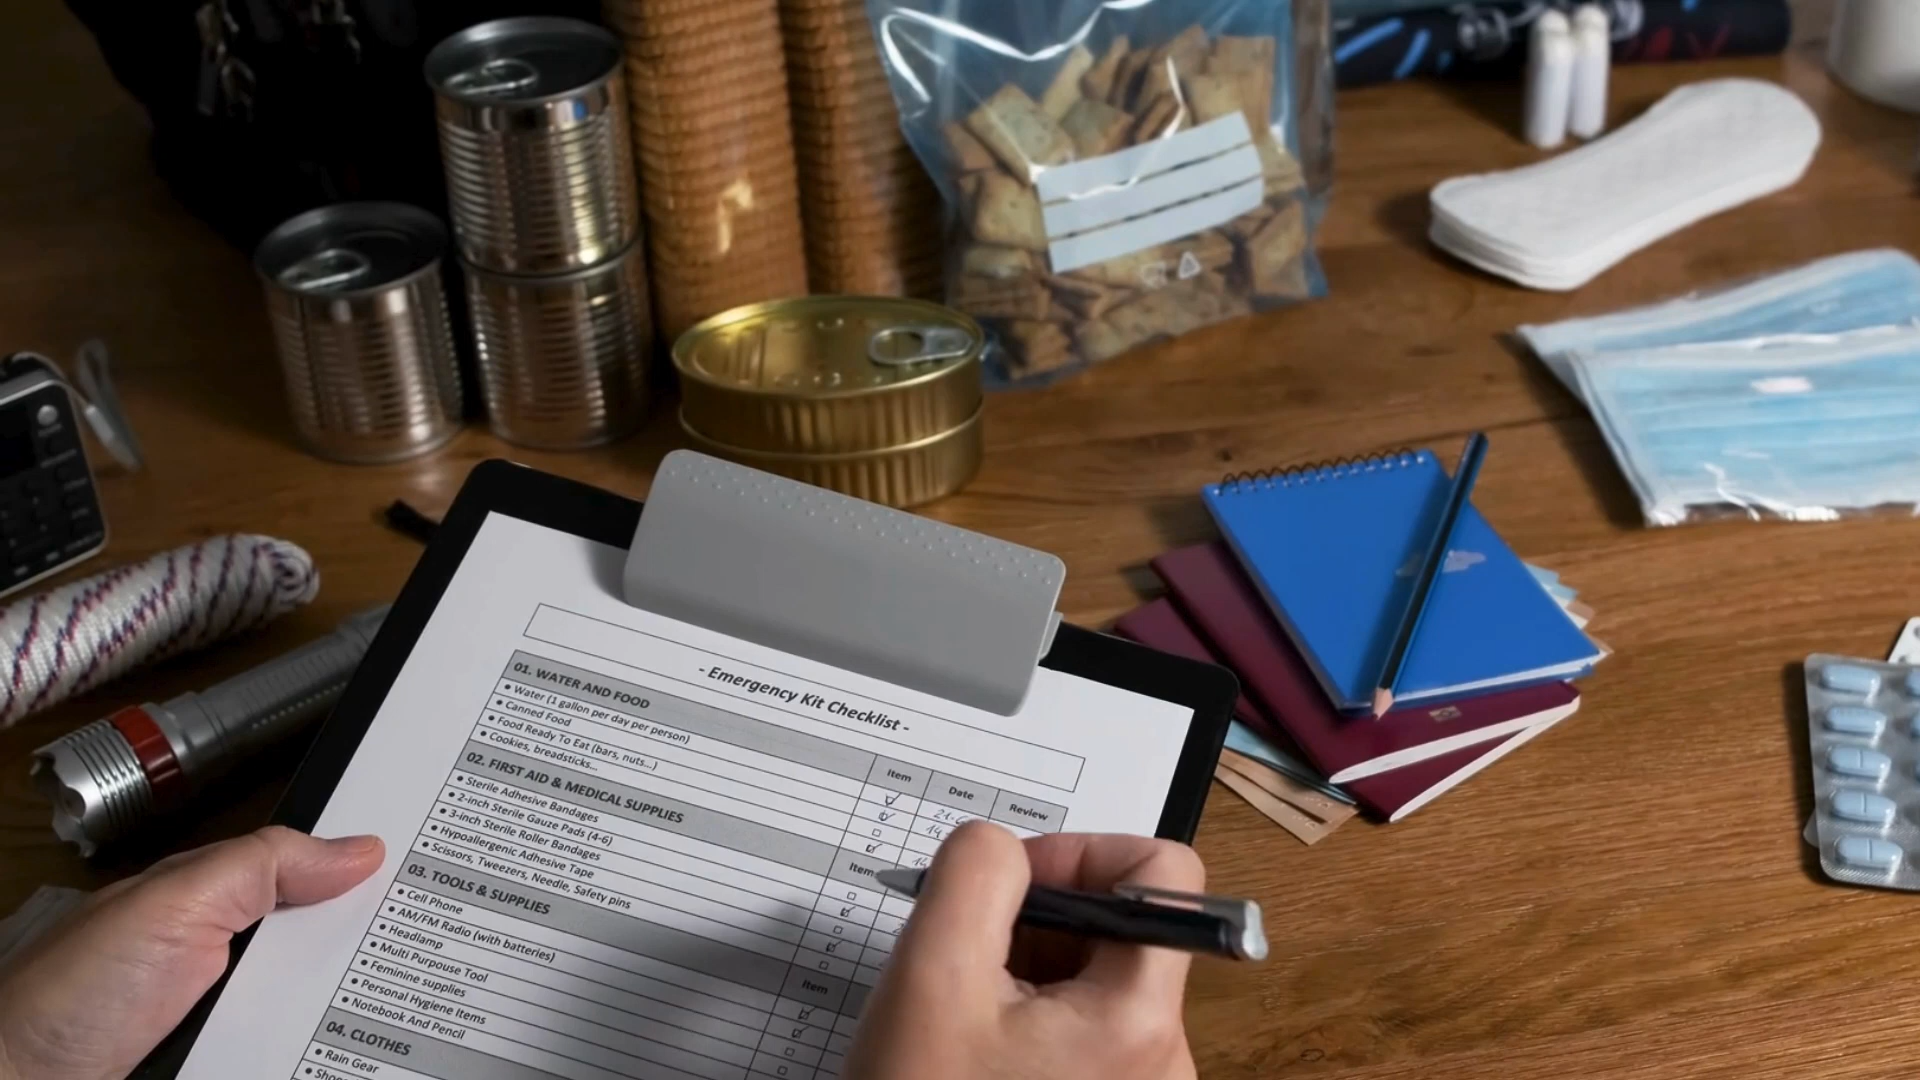 - Emergency Kit Checklist -
01. WATER AND FOOD
Item Date Review
● Water (1 gallon per day per person)
● Canned Food
● Food Ready To Eat (bars, nuts...)
● Cookies, breadsticks...
02. FIRST AID & MEDICAL SUPPLIES
Item
● Sterile Adhesive Bandages
● 2-inch Sterile Gauze Pads (4-6)
● 3-inch Sterile Roller Bandages
● Hypoallergenic Adhesive Tape
● Scissors, Tweezers, Needle, Safety pins
03. TOOLS & SUPPLIES
Item
● Cell Phone
● AM/FM Radio (with batteries)
● Headlamp
● Multi Purpouse Tool
● Feminine supplies
● Personal Hygiene Items
● Notebook And Pencil
04. CLOTHES
● Rain Gear